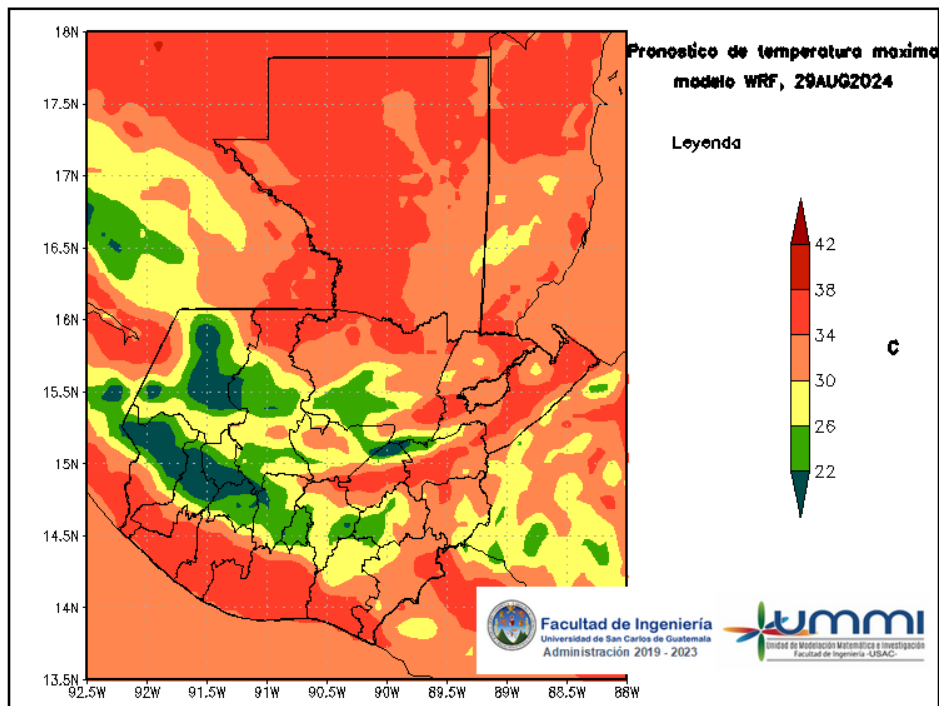 Pronostico de temperatura maxima
modelo WRF, 29AUG2024
Leyenda
42
38
34
30
26
22
C
18N
17.5N
17N
16.5N
16N
15.5N
15N
14.5N
14N
13.5N
92.5W 92W 91.5W 91W 90.5W 90W 89.5W 89W 88.5W 88W
Facultad de Ingeniería
Universidad de San Carlos de Guatemala
Administración 2019 - 2023
UMMI
Unidad de Modelación Matemática e Investigación
Facultad de Ingeniería -USAC-